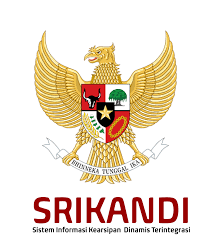 BHINNEKA TUNGGAL IKA
SRIKANDI
Sistem Informasi Kearsipan Dinamis Terintegrasi